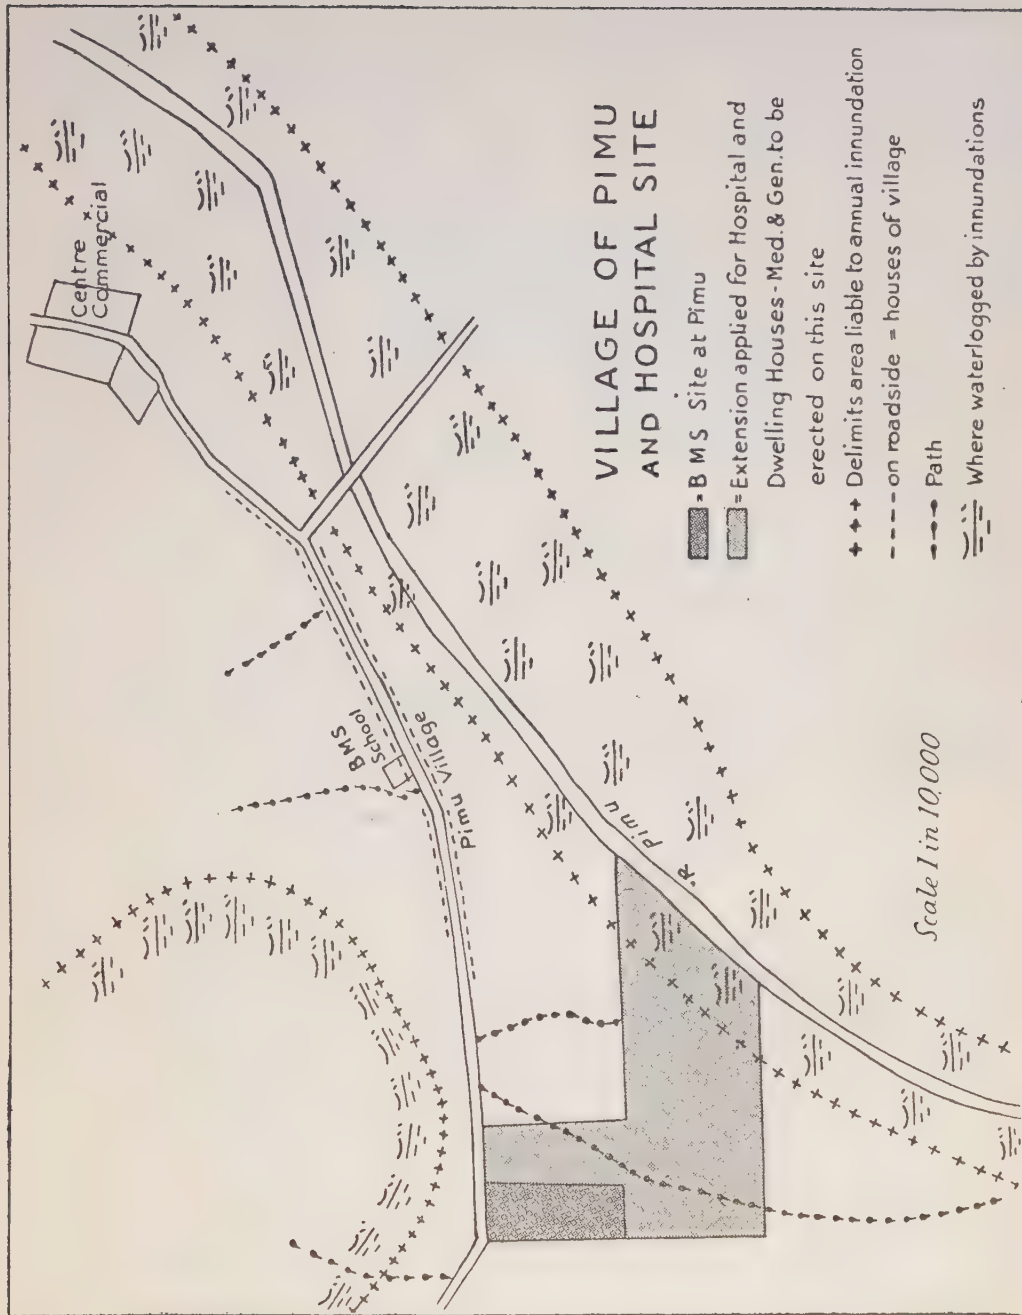 VILLAGE OF PIMU
AND HOSPITAL SITE
= B M S Site at Pimu
= Extension applied for Hospital and
Dwelling Houses - Med. & Gen. to be
erected on this site
Delimits area liable to annual innundation
on roadside = houses of village
Path
Where waterlogged by innundations
Centre
Commercial
BMS
School
Pimu Village
R. Pimu
Scale 1 in 10,000